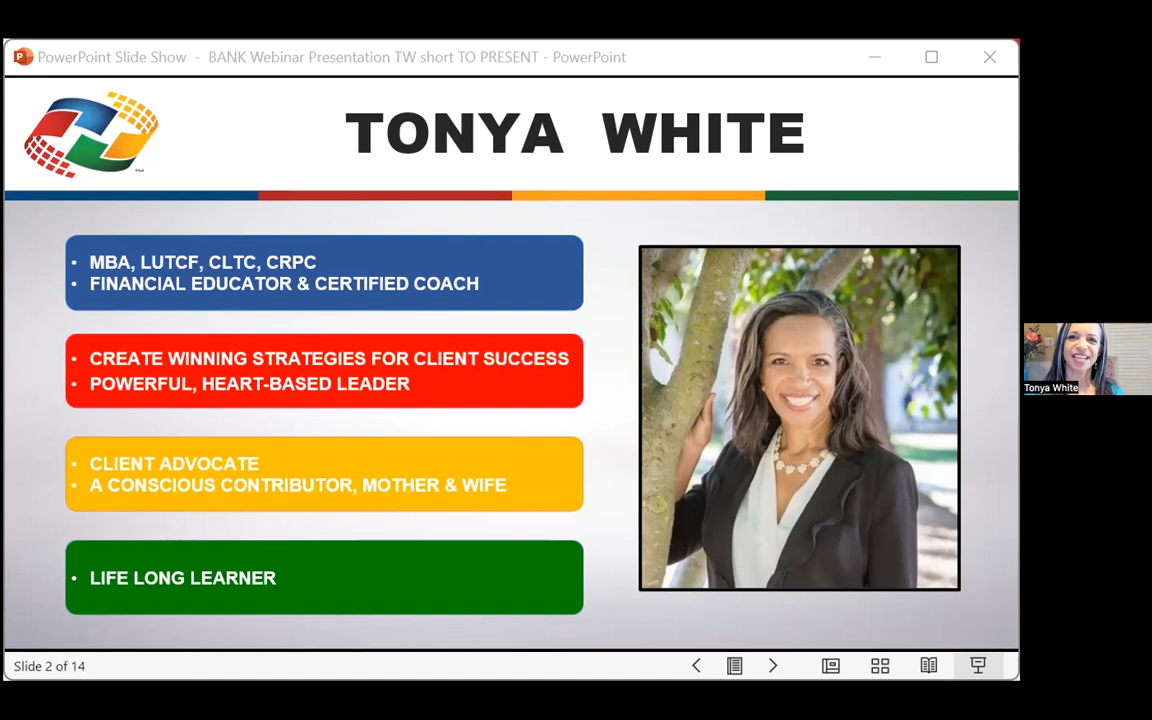 PowerPoint Slide Show - BANK Webinar Presentation TW short TO PRESENT - PowerPoint
TONYA WHITE
TM
• MBA, LUTCF, CLTC, CRPC
• FINANCIAL EDUCATOR & CERTIFIED COACH
• CREATE WINNING STRATEGIES FOR CLIENT SUCCESS
• POWERFUL, HEART-BASED LEADER
• CLIENT ADVOCATE
• A CONSCIOUS CONTRIBUTOR, MOTHER & WIFE
• LIFE LONG LEARNER
Tonya White
Slide 2 of 14